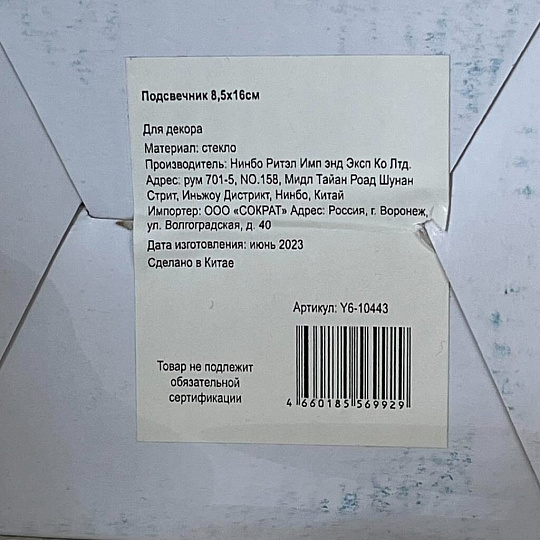 Подсвечник 8,5х16см
Для декора
Материал: стекло
Производитель: Нинбо Ритэл Имп энд Эксп Ко Лтд.
Адрес: рум 701-5, NO.158, Мидл Тайан Роад Шунан
Стрит, Иньжоу Дистрикт, Нинбо, Китай
Импортер: ООО «СОКРАТ» Адрес: Россия, г. Воронеж,
ул. Волгоградская, д. 40
Дата изготовления: июнь 2023
Сделано в Китае
Артикул: Y6-10443
Товар не подлежит
обязательной
сертификации
4 660185 569929